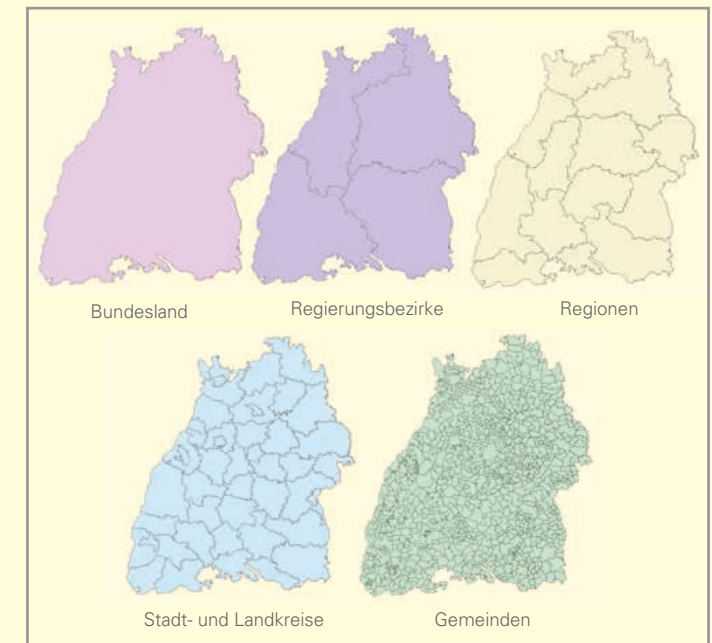 Bundesland
Regierungsbezirke
Regionen
Stadt- und Landkreise
Gemeinden